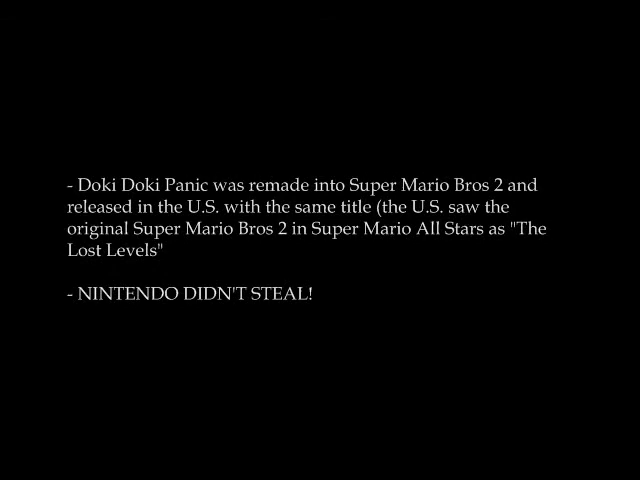 - Doki Doki Panic was remade into Super Mario Bros 2 and
released in the U.S. with the same title (the U.S. saw the
original Super Mario Bros 2 in Super Mario All Stars as "The
Lost Levels"
- NINTENDO DIDN'T STEAL!